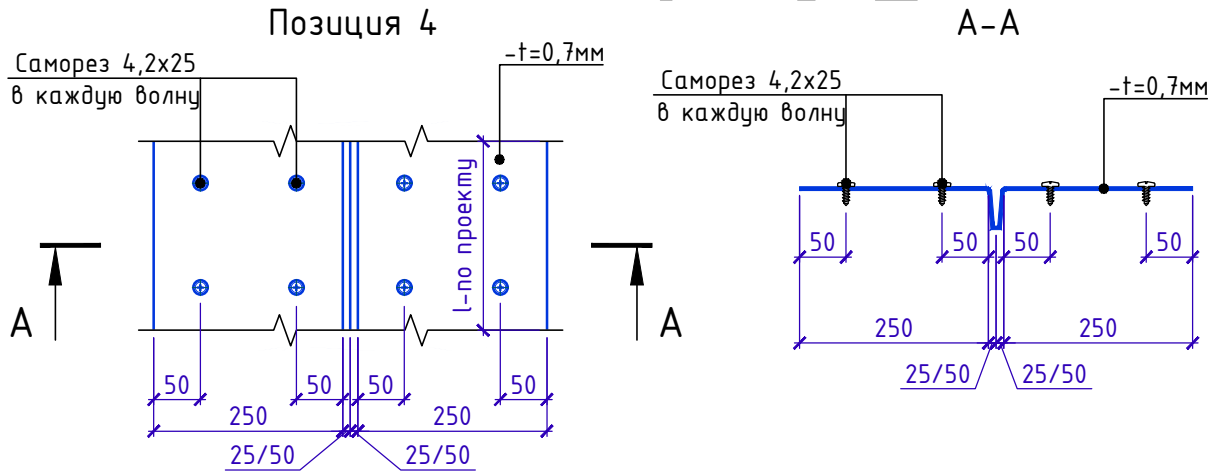 Позиция 4
Саморез 4,2х25
в каждую волну
-t=0,7мм
l-по проекту
А
А
50
50
50
50
250
250
25/50
25/50
А-А
Саморез 4,2х25
в каждую волну
-t=0,7мм
50
50
50
50
250
250
25/50
25/50